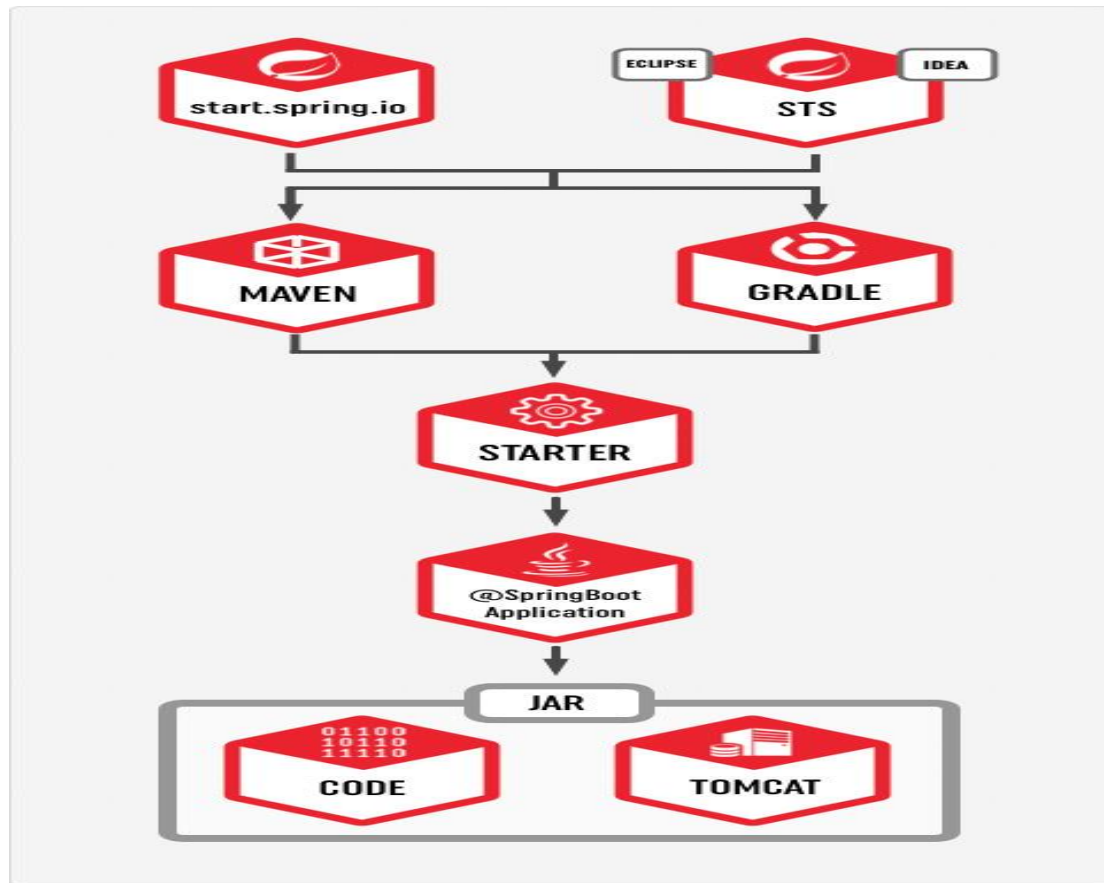 start.spring.io
ECLIPSE
STS
IDEA
MAVEN
GRADLE
STARTER
@SpringBoot
Application
JAR
01100
10110
11110
CODE
TOMCAT